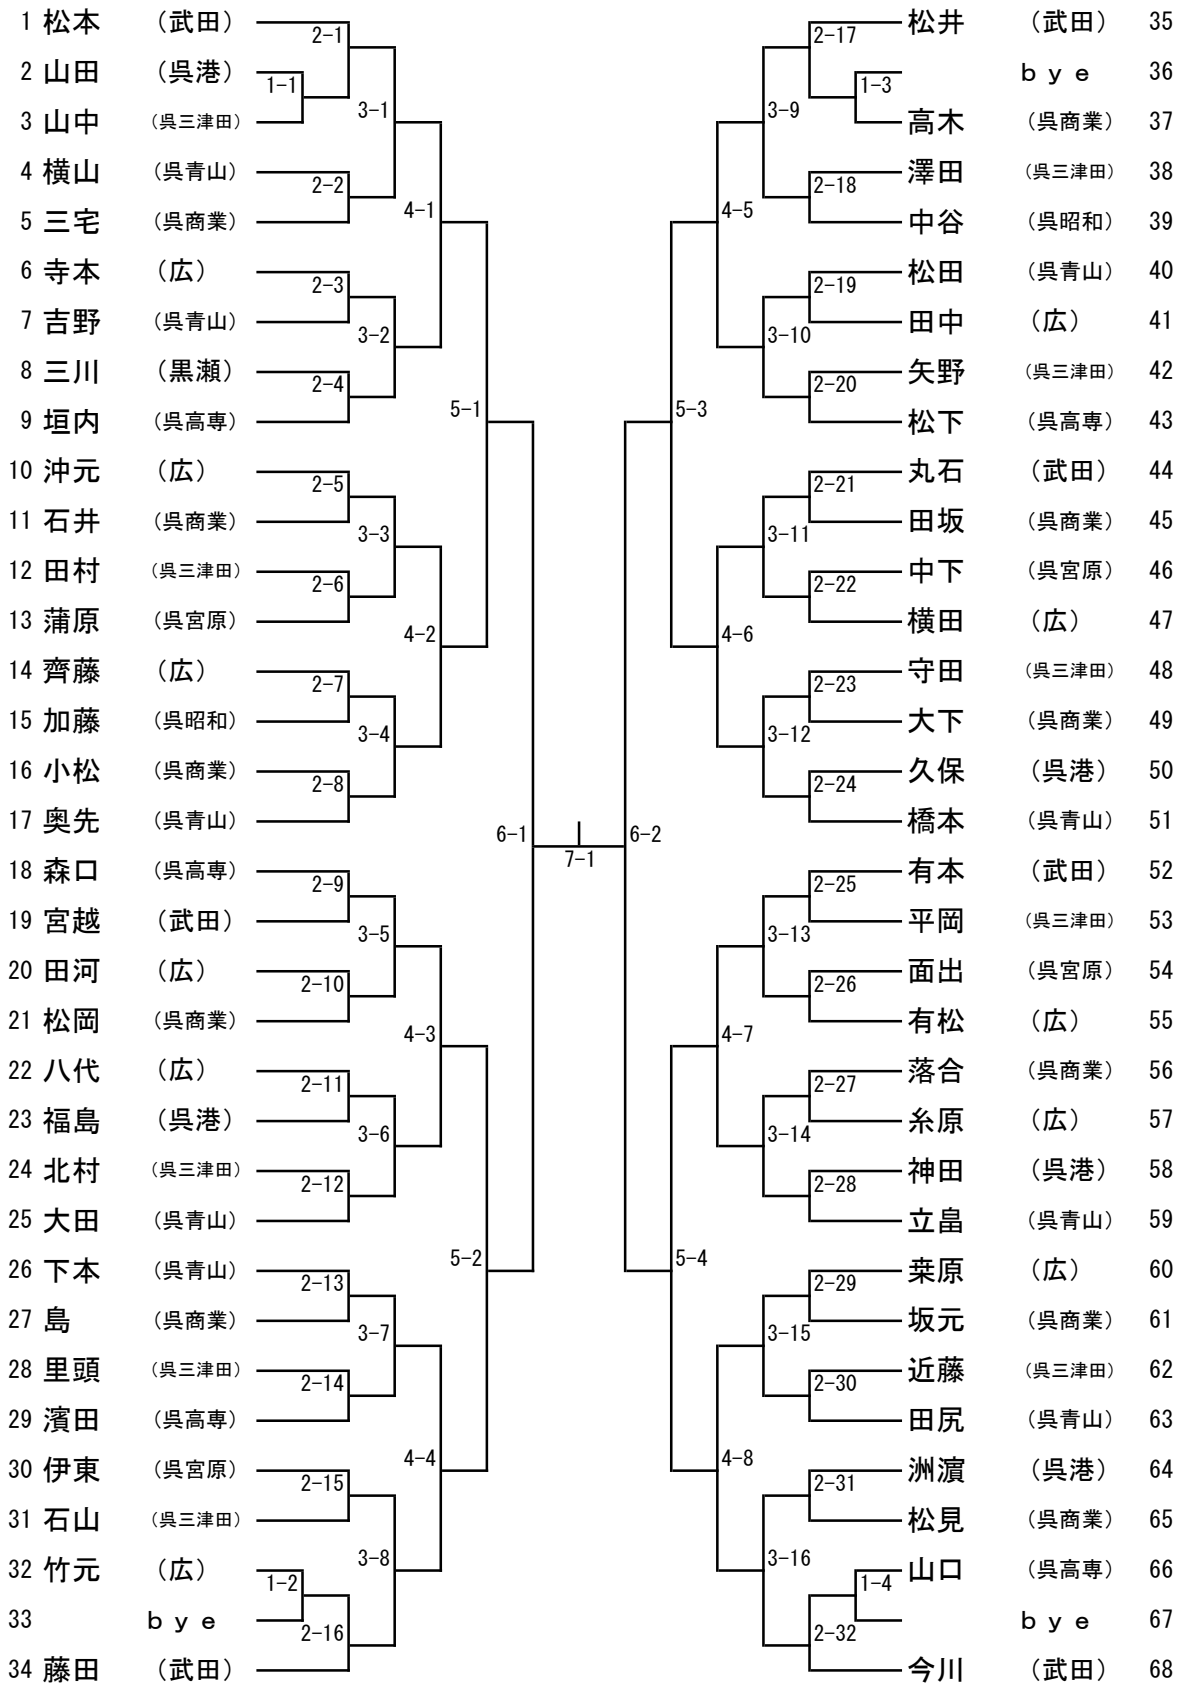 1 松本 （武田）
2 山田 （呉港）
3 山中 （呉三津田）
4 横山 （呉青山）
5 三宅 （呉商業）
6 寺本 （広）
7 吉野 （呉青山）
8 三川 （黒瀬）
9 垣内 （呉高専）
10 沖元 （広）
11 石井 （呉商業）
12 田村 （呉三津田）
13 蒲原 （呉宮原）
14 齊藤 （広）
15 加藤 （呉昭和）
16 小松 （呉商業）
17 奥先 （呉青山）
18 森口 （呉高専）
19 宮越 （武田）
20 田河 （広）
21 松岡 （呉商業）
22 八代 （広）
23 福島 （呉港）
24 北村 （呉三津田）
25 大田 （呉青山）
26 下本 （呉青山）
27 島 （呉商業）
28 里頭 （呉三津田）
29 濱田 （呉高専）
30 伊東 （呉宮原）
31 石山 （呉三津田）
32 竹元 （広）
33 ｂｙｅ
34 藤田 （武田）
1-1
1-2
2-1
2-2
2-3
2-4
2-5
2-6
2-7
2-8
2-9
2-10
2-11
2-12
2-13
2-14
2-15
2-16
3-1
3-2
3-3
3-4
3-5
3-6
3-7
3-8
4-1
4-2
4-3
4-4
5-1
5-2
6-1
7-1
6-2
5-3
5-4
4-5
4-6
4-7
4-8
3-9
3-10
3-11
3-12
3-13
3-14
3-15
3-16
2-17
2-18
2-19
2-20
2-21
2-22
2-23
2-24
2-25
2-26
2-27
2-28
2-29
2-30
2-31
2-32
1-3
1-4
松井 （武田） 35
ｂｙｅ 36
高木 （呉商業） 37
澤田 （呉三津田） 38
中谷 （呉昭和） 39
松田 （呉青山） 40
田中 （広） 41
矢野 （呉三津田） 42
松下 （呉高専） 43
丸石 （武田） 44
田坂 （呉商業） 45
中下 （呉宮原） 46
横田 （広） 47
守田 （呉三津田） 48
大下 （呉商業） 49
久保 （呉港） 50
橋本 （呉青山） 51
有本 （武田） 52
平岡 （呉三津田） 53
面出 （呉宮原） 54
有松 （広） 55
落合 （呉商業） 56
糸原 （広） 57
神田 （呉港） 58
立畠 （呉青山） 59
桒原 （広） 60
坂元 （呉商業） 61
近藤 （呉三津田） 62
田尻 （呉青山） 63
洲濵 （呉港） 64
松見 （呉商業） 65
山口 （呉高専） 66
ｂｙｅ 67
今川 （武田） 68